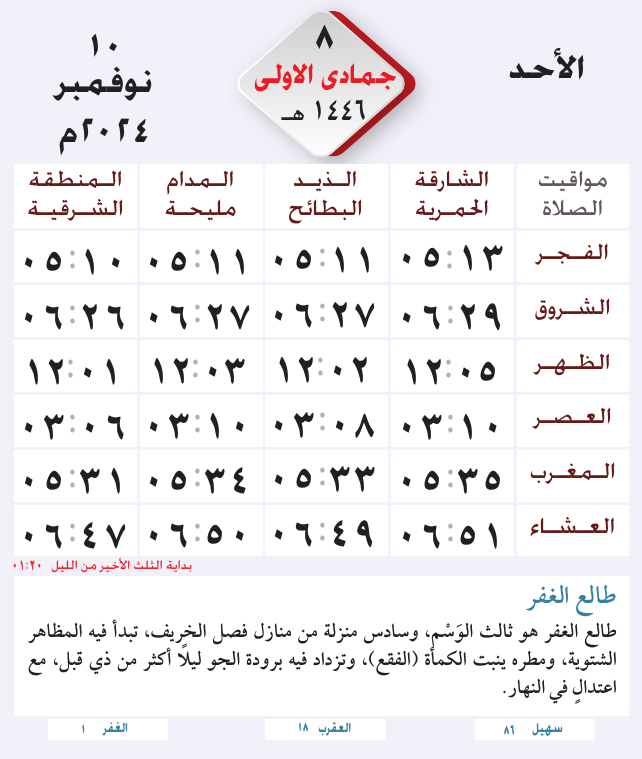 الأحد
٨
جمادى الاولى
١٤٤٦ هـ
١٠
نوفمبر
٢٠٢٤م
مواقيت الصلاة	الشارقة الحمرية	الذيد البطائح	المدام مليحة	المنطقة الشرقية
الفجر	٠٥:١٣	٠٥:١١	٠٥:١١	٠٥:١٠
الشروق	٠٦:٢٩	٠٦:٢٧	٠٦:٢٧	٠٦:٢٦
الظهر	١٢:٠٥	١٢:٠٢	١٢:٠٣	١٢:٠١
العصر	٠٣:١٠	٠٣:٠٨	٠٣:١٠	٠٣:٠٦
المغرب	٠٥:٣٥	٠٥:٣٣	٠٥:٣٤	٠٥:٣١
العشاء	٠٦:٥١	٠٦:٤٩	٠٦:٥٠	٠٦:٤٧
بداية الثلث الأخير من الليل ٠١:٢٠
طالع الغفر
طالع الغفر هو ثالث الوَسْم، وسادس منزلة من منازل فصل الخريف، تبدأ فيه المظاهر
الشتوية، ومطره ينبت الكمأة (الفقع)، وتزداد فيه برودة الجو ليلًا أكثر من ذي قبل، مع
اعتدالٍ في النهار.
سهيل ٨٦	العقرب ١٨	الغفر ١